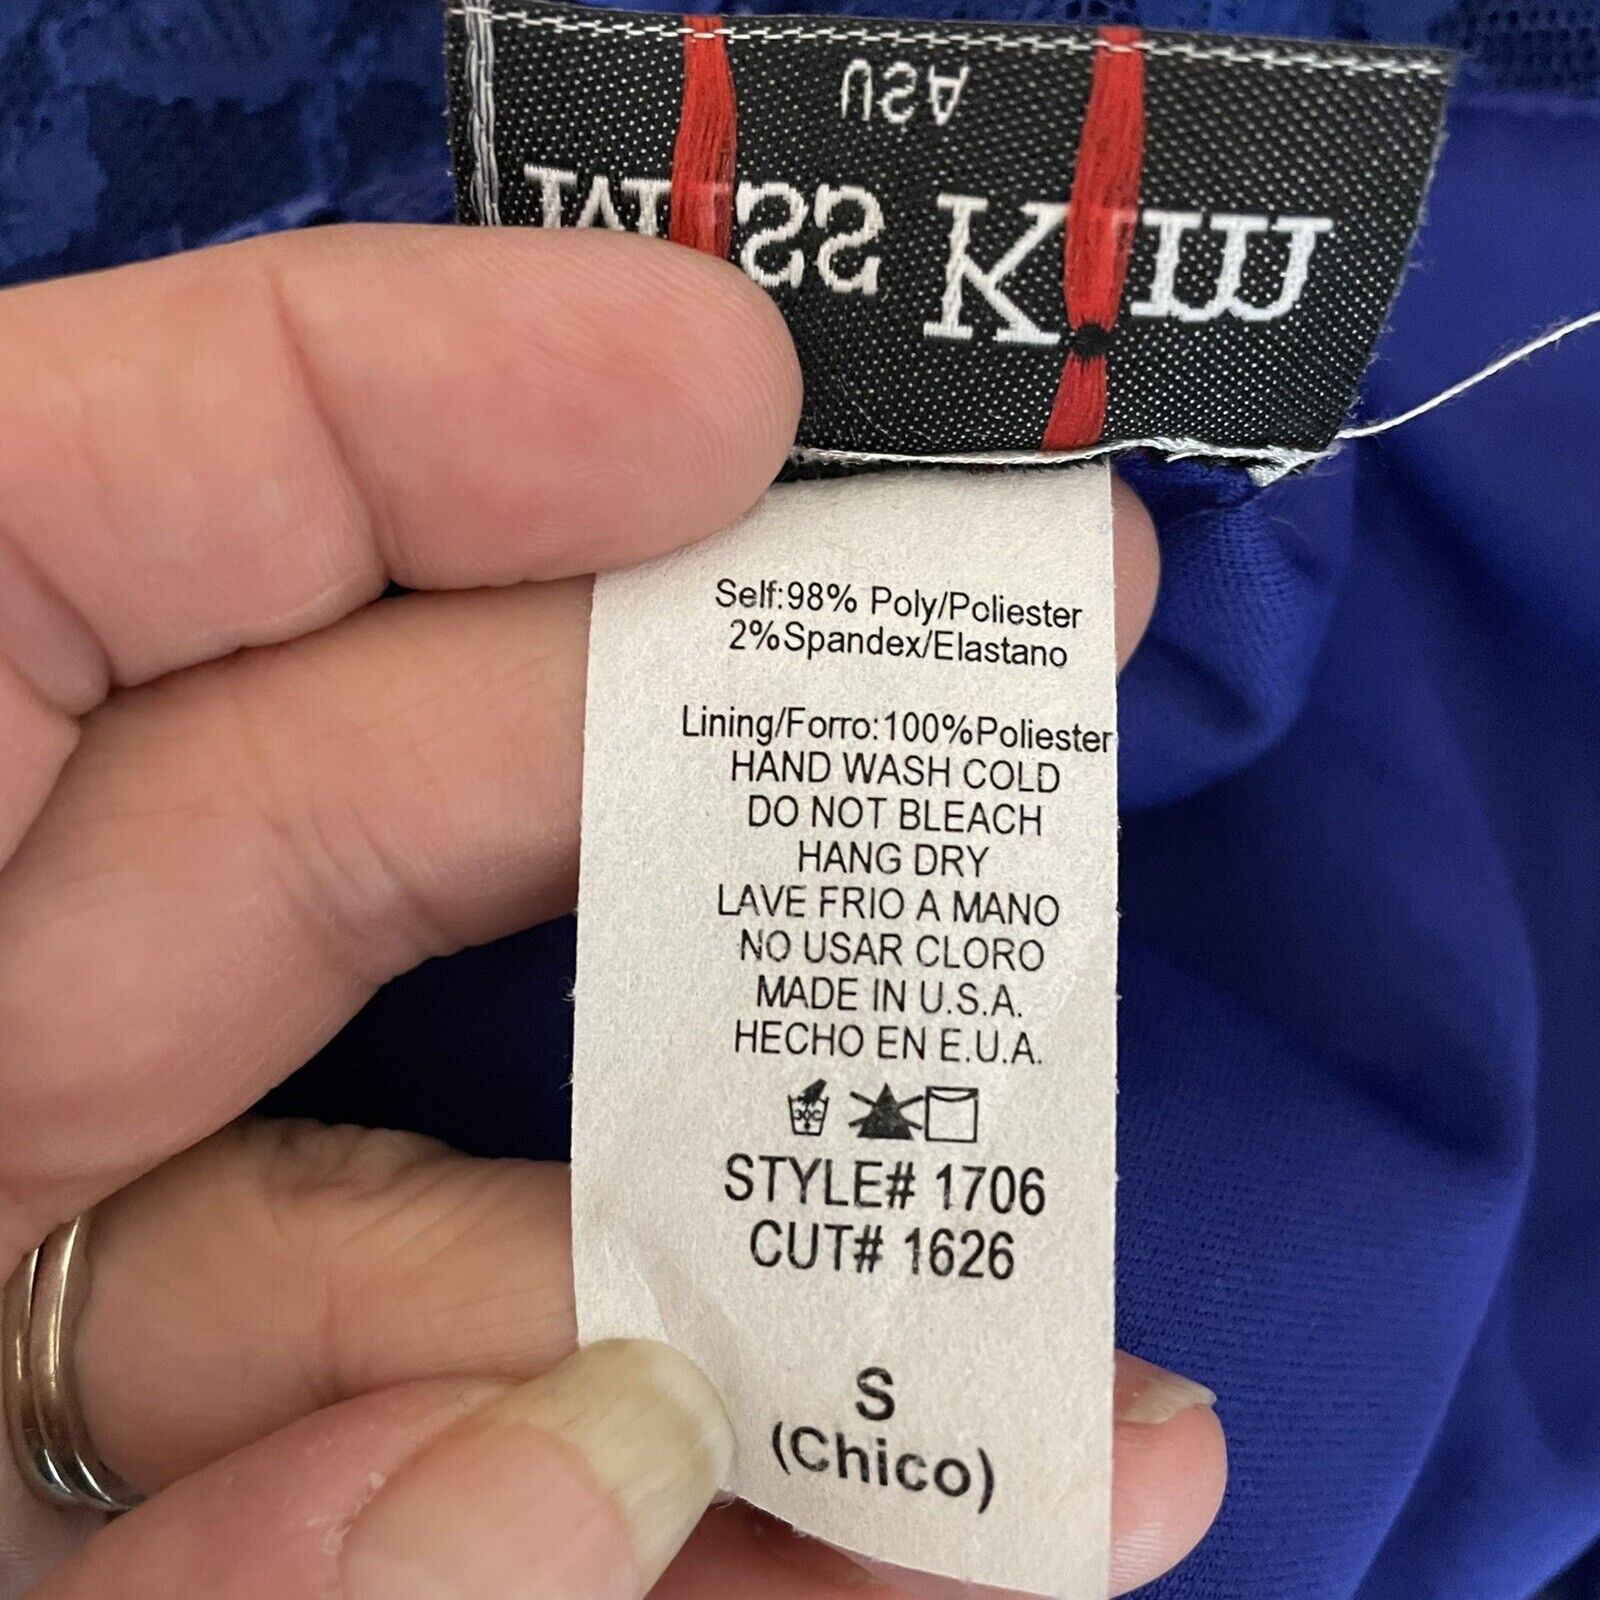 USA
Miss Kim
Self:98% Poly/Poliester
2%Spandex/Elastano
Lining/Forro:100%Poliester
HAND WASH COLD
DO NOT BLEACH
HANG DRY
LAVE FRIO A MANO
NO USAR CLORO
MADE IN U.S.A.
HECHO EN E.U.A.
30C
STYLE# 1706
CUT# 1626
S
(Chico)